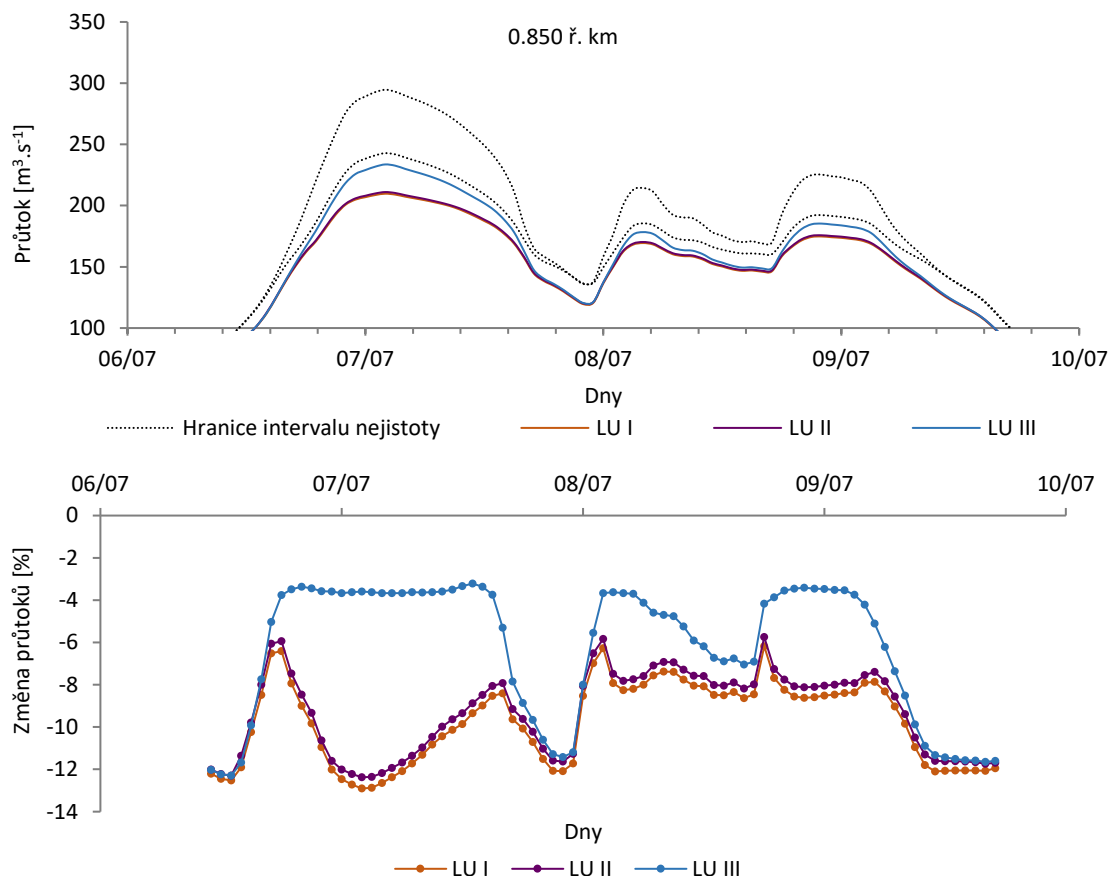 0.850 ř. km
Průtok [m³.s⁻¹]
350
300
250
200
150
100
06/07 07/07 08/07 09/07 10/07
Dny
Hranice intervalu nejistoty LU I LU II LU III
06/07 07/07 08/07 09/07 10/07
Změna průtoků [%]
0
-2
-4
-6
-8
-10
-12
-14
Dny
LU I LU II LU III